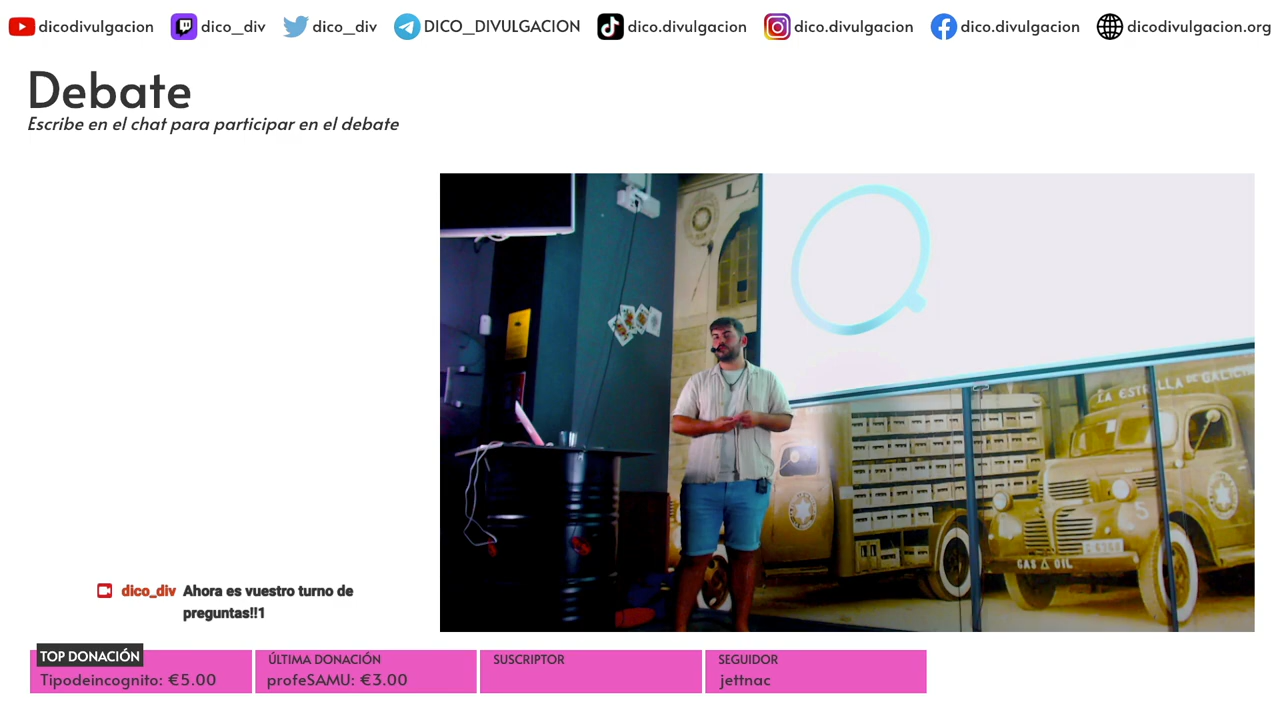 dicodivulgacion dico_div dico_div DICO_DIVULGACION dico.divulgacion dico.divulgacion dico.divulgacion dicodivulgacion.org
Debate
Escribe en el chat para participar en el debate
LA
LA ESTRELLA DE GALICIA
5
GAS OIL
dico_div Ahora es vuestro turno de
preguntas!!1
TOP DONACIÓN ÚLTIMA DONACIÓN SUSCRIPTOR SEGUIDOR
Tipodeincognito: €5.00 profeSAMU: €3.00 jettnac